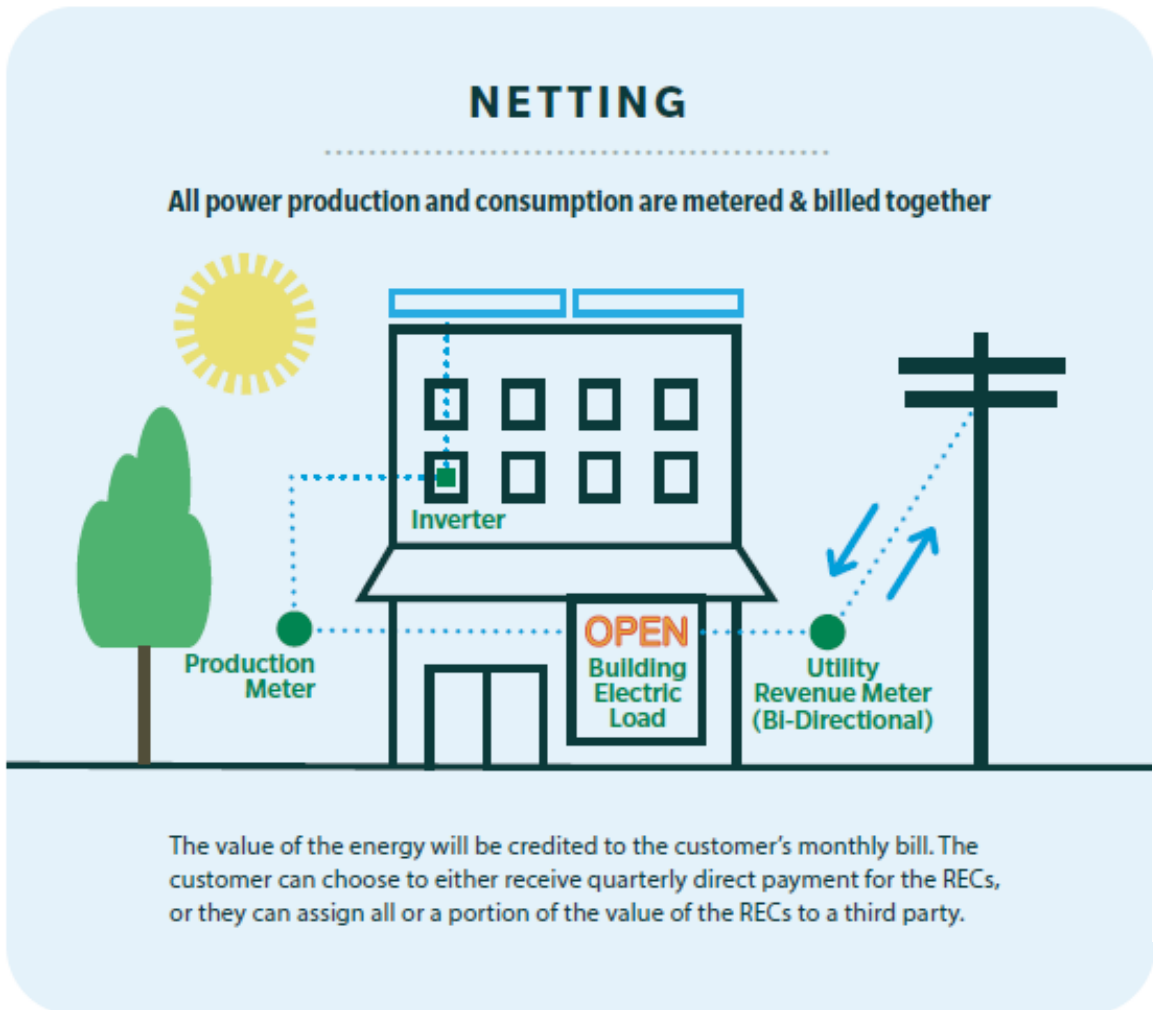 NETTING
All power production and consumption are metered & billed together
Inverter
OPEN
Building
Electric
Load
Production
Meter
Utility
Revenue Meter
(Bi-Directional)
The value of the energy will be credited to the customer’s monthly bill. The
customer can choose to either receive quarterly direct payment for the RECs,
or they can assign all or a portion of the value of the RECs to a third party.